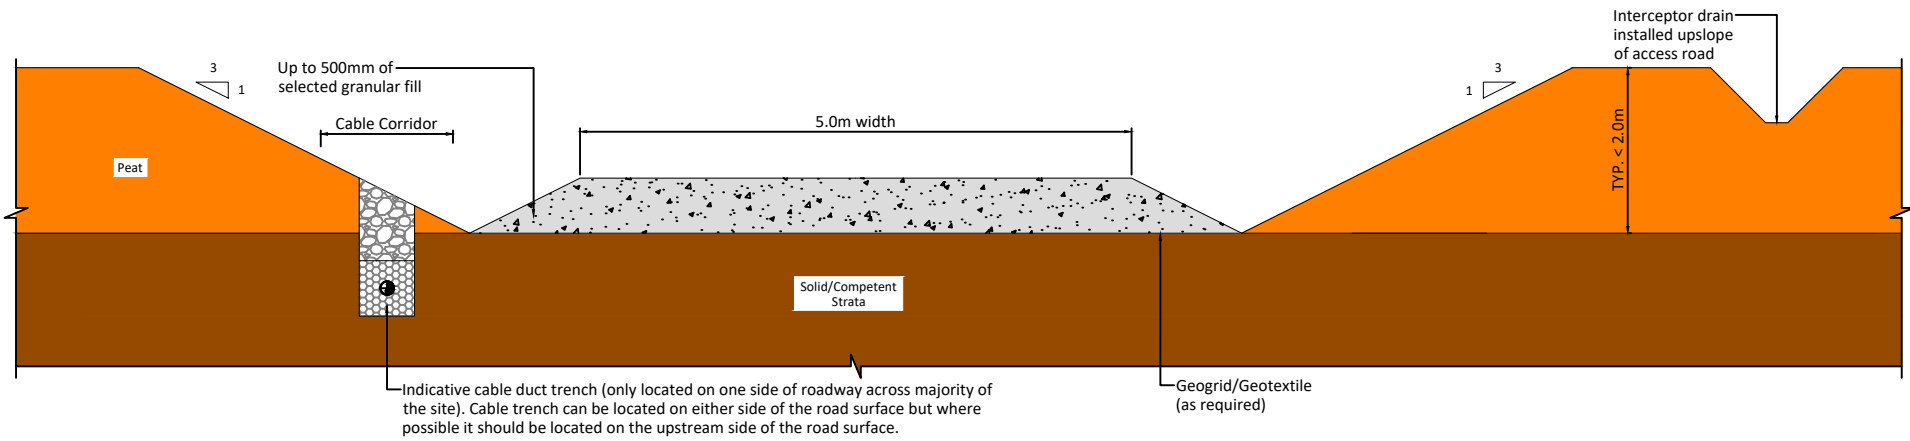 Interceptor drain
installed upslope
of access road
3
1
Up to 500mm of
selected granular fill
3
1
Cable Corridor
5.0m width
TYP. < 2.0m
Peat
Solid/Competent
Strata
Indicative cable duct trench (only located on one side of roadway across majority of
the site). Cable trench can be located on either side of the road surface but where
possible it should be located on the upstream side of the road surface.
Geogrid/Geotextile
(as required)